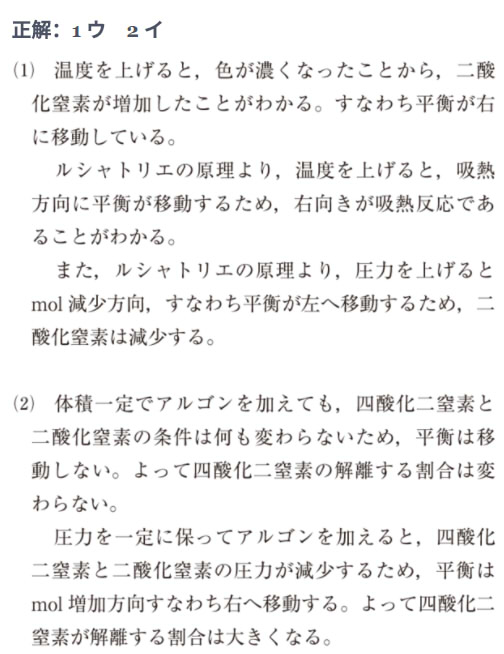 正解：1 ウ　2 イ
(1)　温度を上げると，色が濃くなったことから，二酸
化窒素が増加したことがわかる。すなわち平衡が右
に移動している。
ルシャトリエの原理より，温度を上げると，吸熱
方向に平衡が移動するため，右向きが吸熱反応であ
ることがわかる。
また，ルシャトリエの原理より，圧力を上げると
mol 減少方向，すなわち平衡が左へ移動するため，二
酸化窒素は減少する。
(2)　体積一定でアルゴンを加えても，四酸化二窒素と
二酸化窒素の条件は何も変わらないため，平衡は移
動しない。よって四酸化二窒素の解離する割合は変
わらない。
圧力を一定に保ってアルゴンを加えると，四酸化
二窒素と二酸化窒素の圧力が減少するため，平衡は
mol 増加方向すなわち右へ移動する。よって四酸化二
窒素が解離する割合は大きくなる。